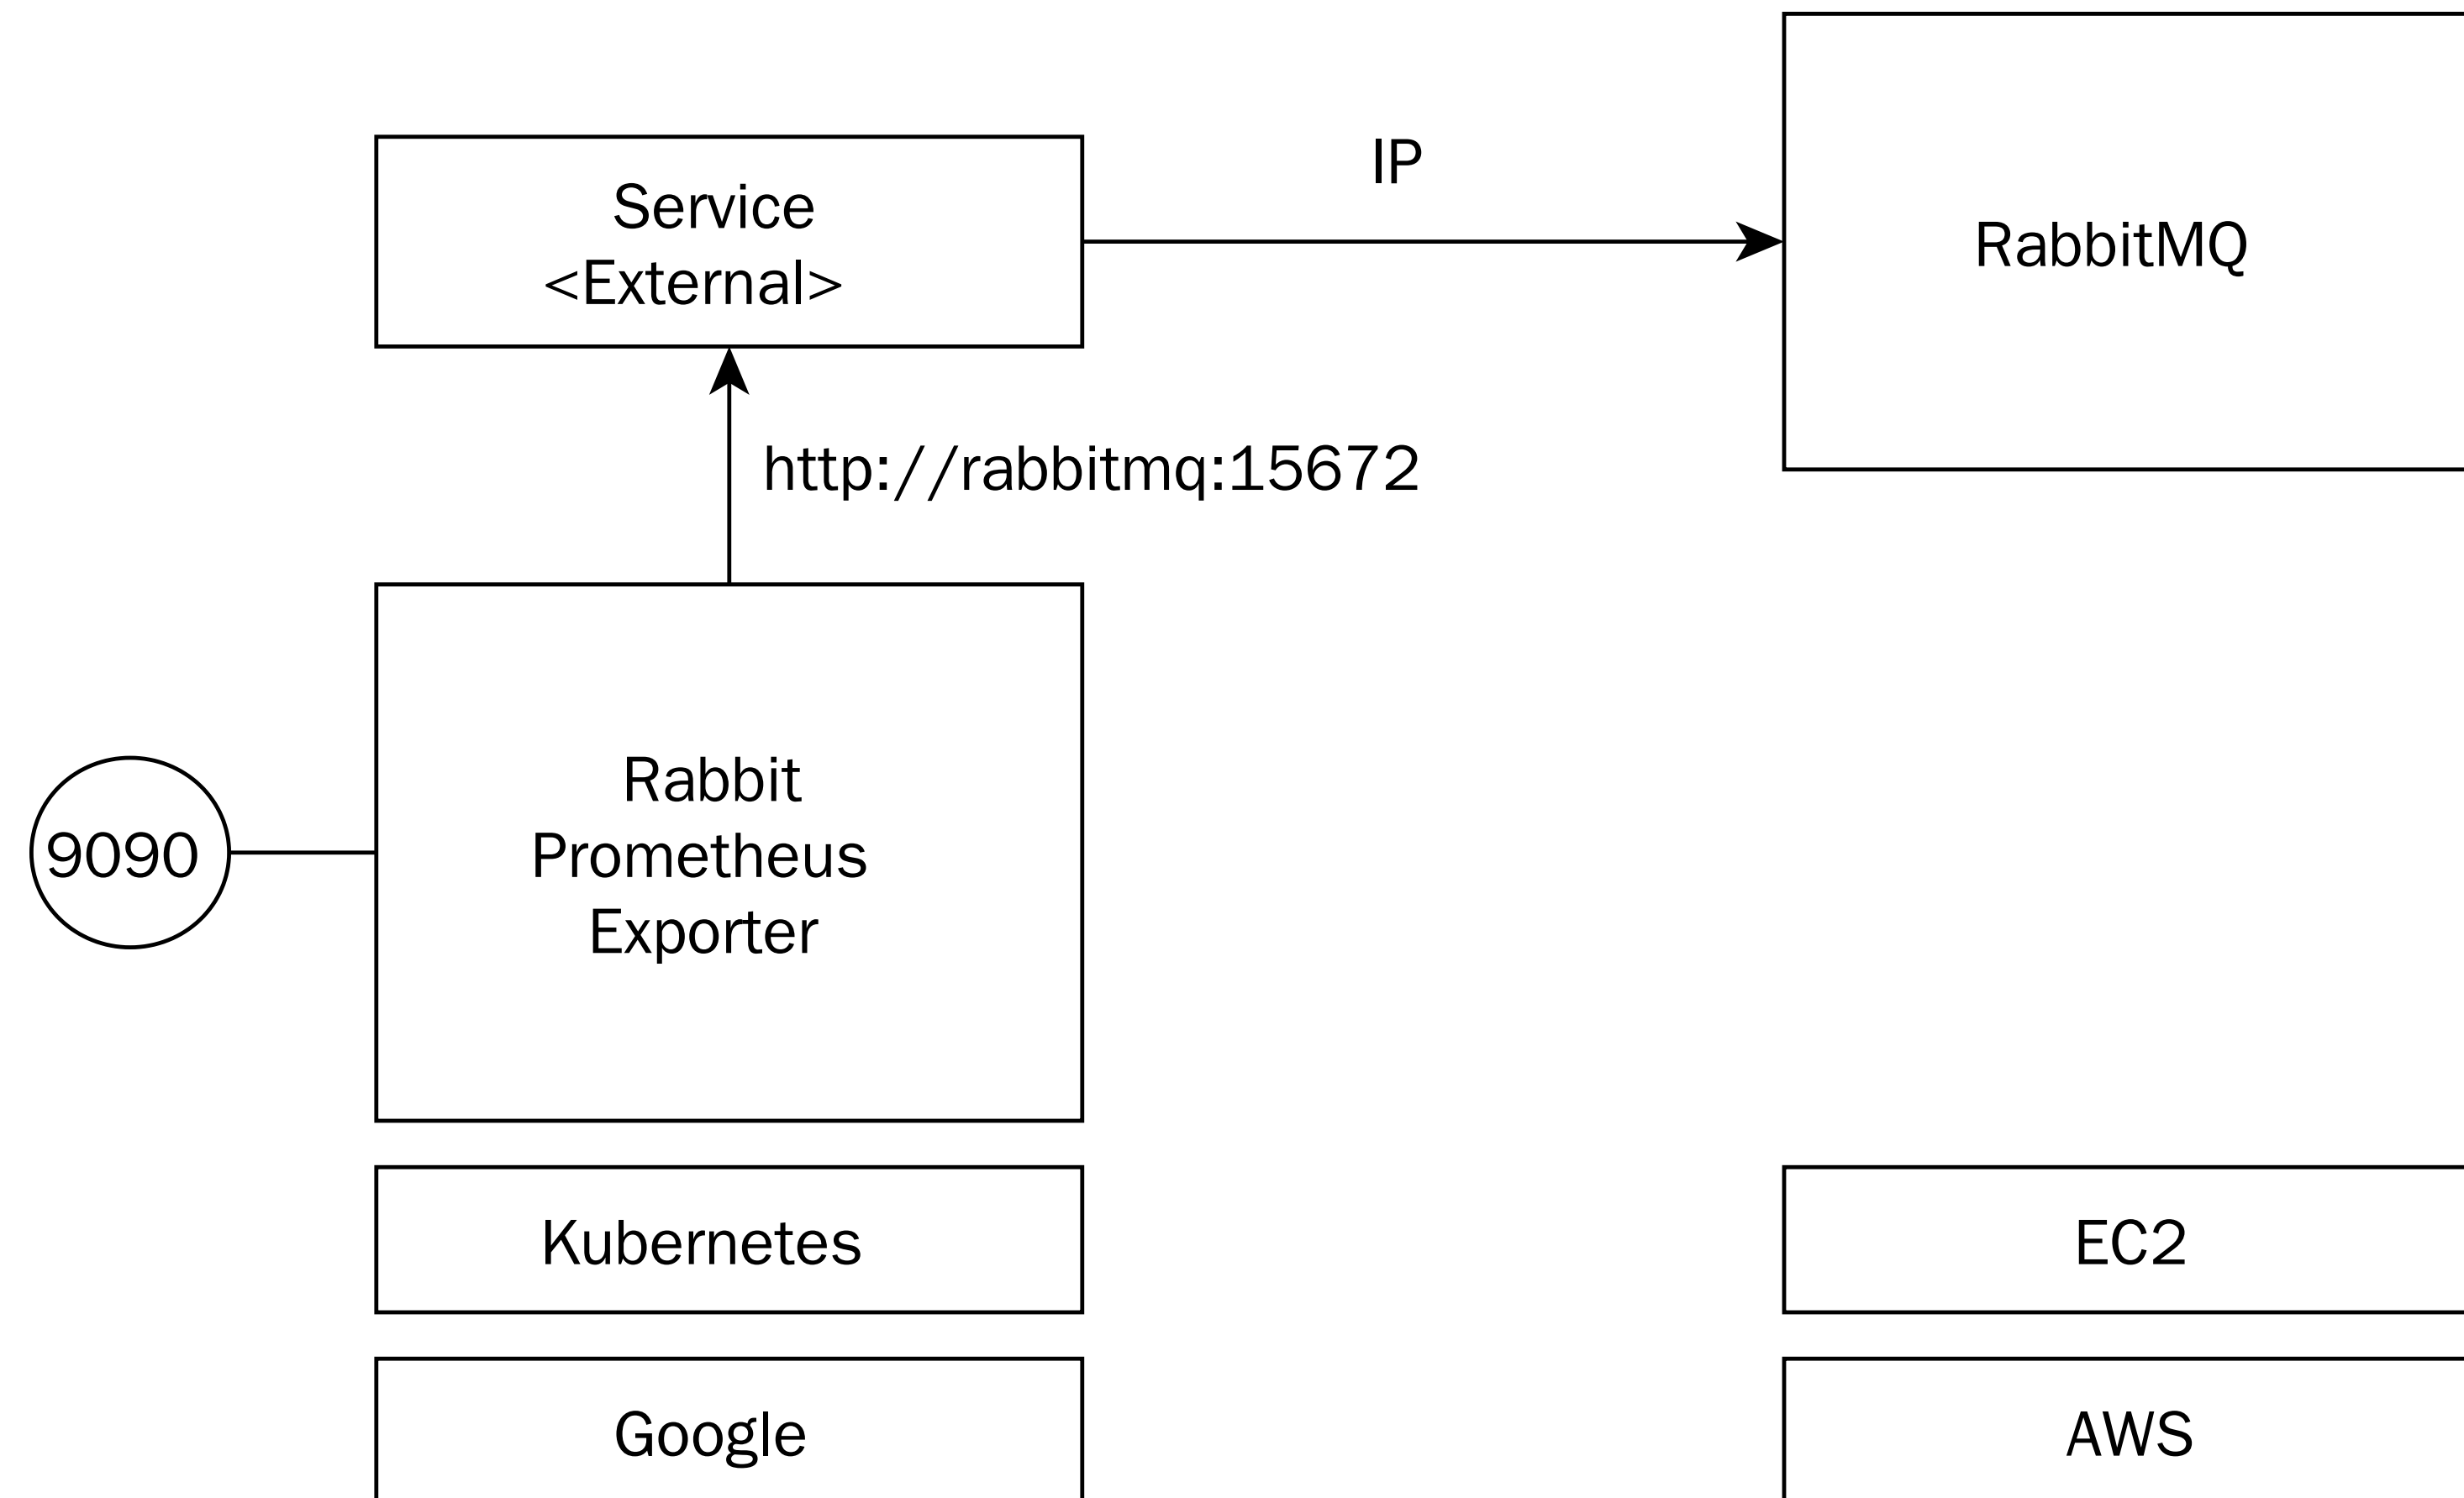 Service
<External>
IP
RabbitMQ
http://rabbitmq:15672
Rabbit
Prometheus
Exporter
9090
Kubernetes
EC2
Google
AWS